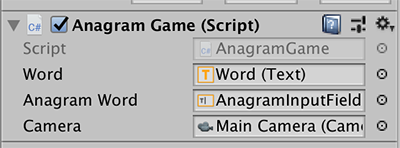 Anagram Game (Script)
Script AnagramGame
Word Word (Text)
Anagram Word AnagramInputField
Camera Main Camera (Cam